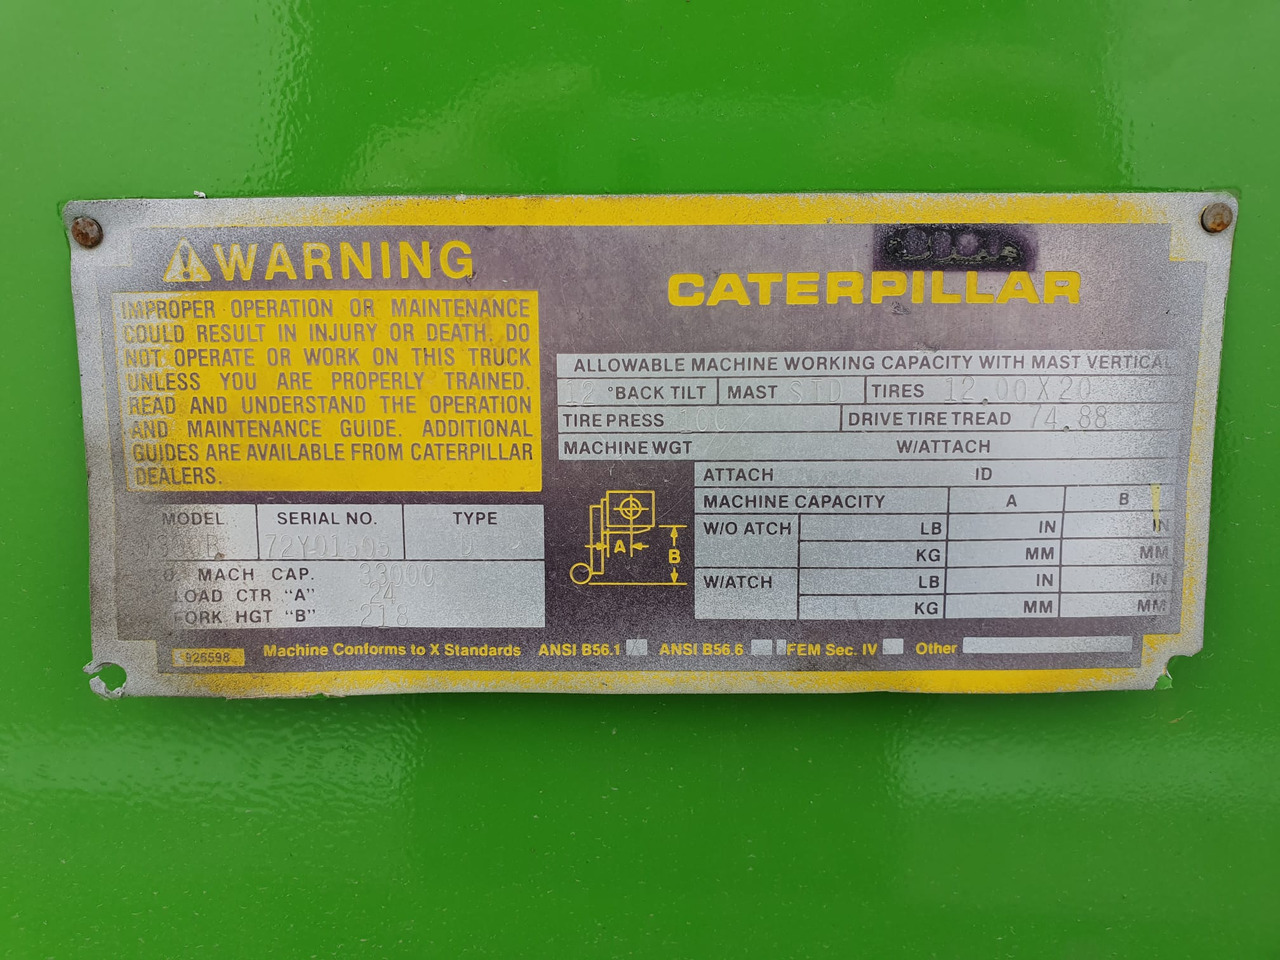 WARNING
IMPROPER OPERATION OR MAINTENANCE
COULD RESULT IN INJURY OR DEATH. DO
NOT OPERATE OR WORK ON THIS TRUCK
UNLESS YOU ARE PROPERLY TRAINED.
READ AND UNDERSTAND THE OPERATION
AND MAINTENANCE GUIDE. ADDITIONAL
GUIDES ARE AVAILABLE FROM CATERPILLAR
DEALERS.
MODEL SERIAL NO. TYPE
D
MACH CAP. 33000
LOAD CTR "A" 24
FORK HGT "B" 218
926598
CATERPILLAR
ALLOWABLE MACHINE WORKING CAPACITY WITH MAST VERTICAL
12 °BACK TILT MAST STD TIRES 12.00X20
TIRE PRESS 100 DRIVE TIRE TREAD 74.88
MACHINE WGT W/ATTACH
ATTACH ID
MACHINE CAPACITY A B
W/O ATCH LB IN IN
KG MM MM
W/ATCH LB IN IN
KG MM MM
A
B
Machine Conforms to X Standards ANSI B56.1 ANSI B56.6 FEM Sec. IV Other